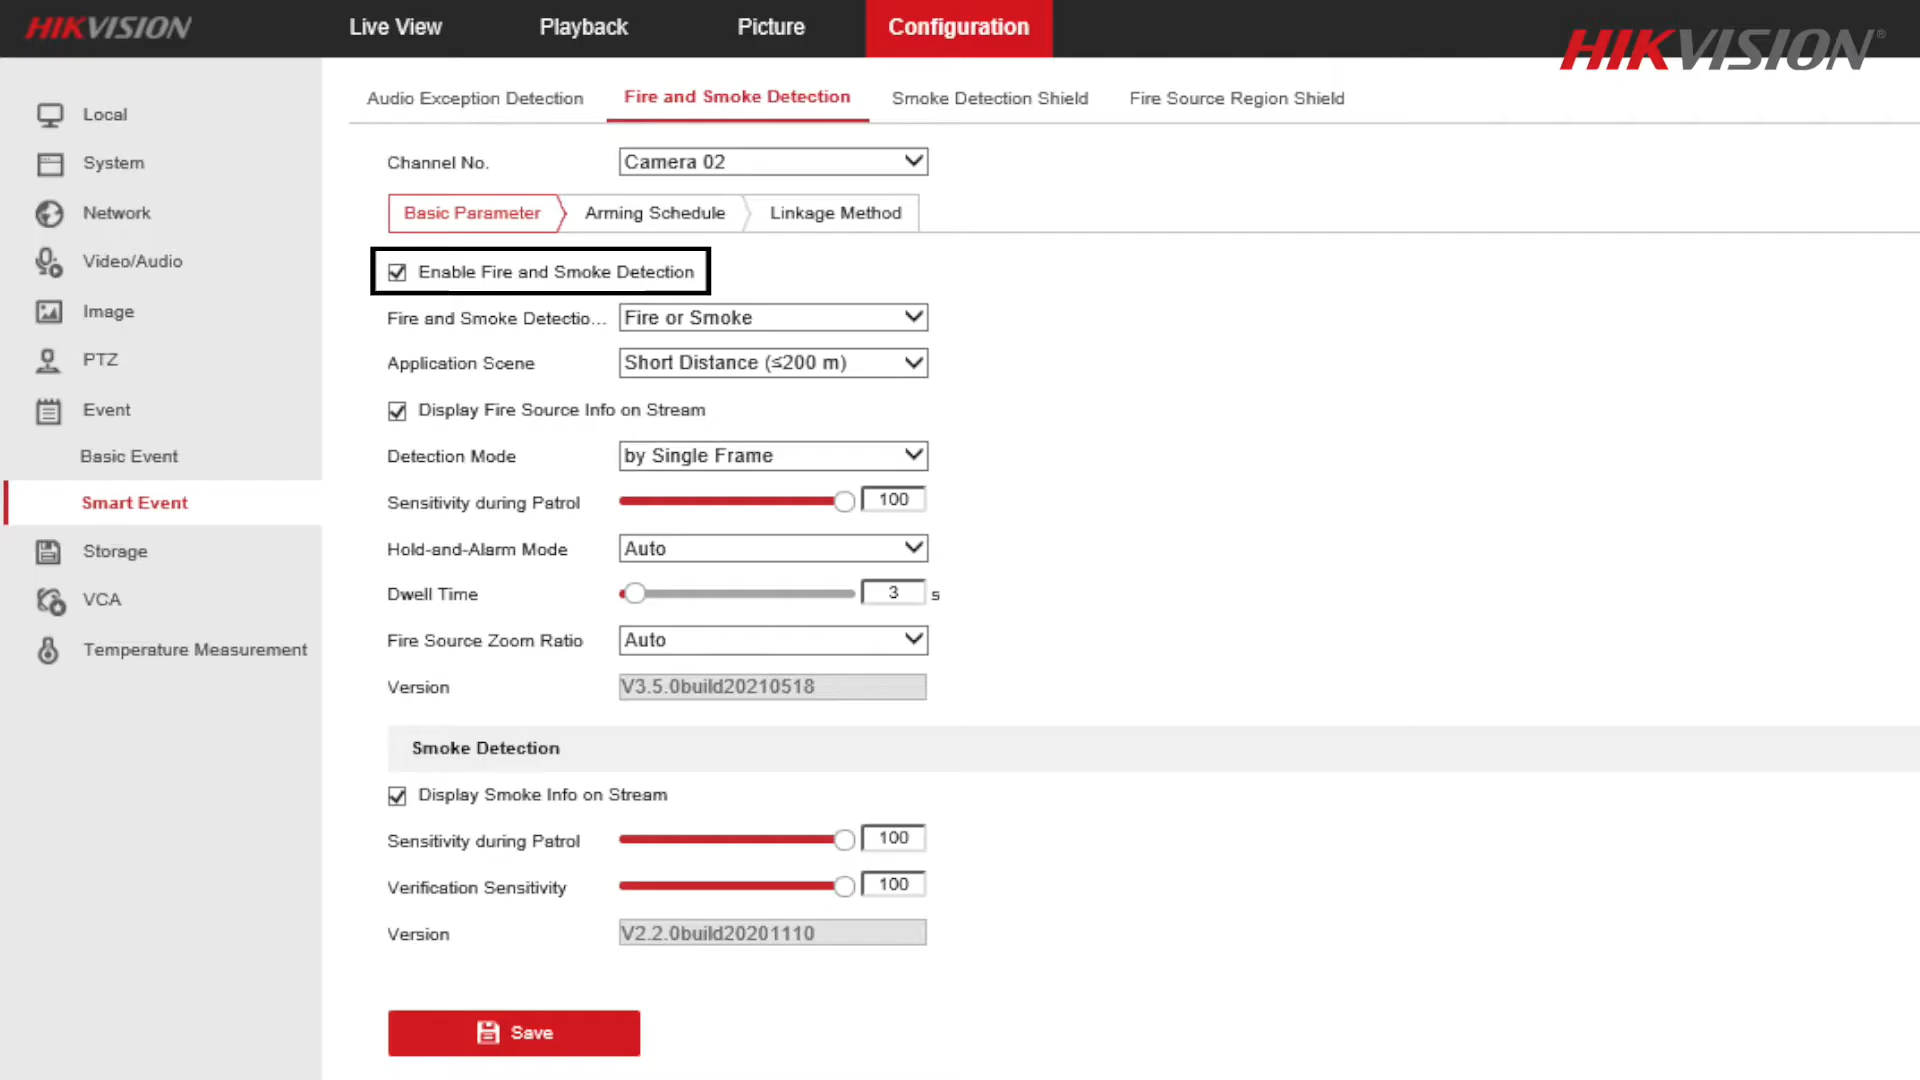 HIKVISION Live View Playback Picture Configuration HIKVISION®
Audio Exception Detection Fire and Smoke Detection Smoke Detection Shield Fire Source Region Shield
Local
System
Network
Video/Audio
Image
PTZ
Event
Basic Event
Smart Event
Storage
VCA
Temperature Measurement
Channel No. Camera 02
Basic Parameter Arming Schedule Linkage Method
Enable Fire and Smoke Detection
Fire and Smoke Detectio... Fire or Smoke
Application Scene Short Distance (≤200 m)
Display Fire Source Info on Stream
Detection Mode by Single Frame
Sensitivity during Patrol 100
Hold-and-Alarm Mode Auto
Dwell Time 3 s
Fire Source Zoom Ratio Auto
Version V3.5.0build20210518
Smoke Detection
Display Smoke Info on Stream
Sensitivity during Patrol 100
Verification Sensitivity 100
Version V2.2.0build20201110
Save